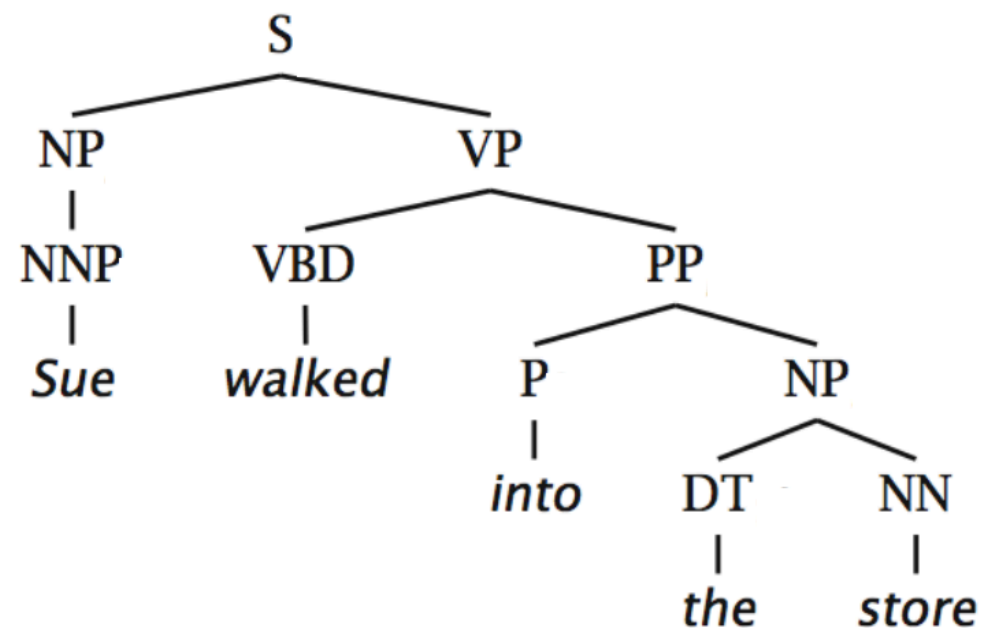 S
NP VP
NNP VBD PP
Sue walked P NP
into DT NN
the store